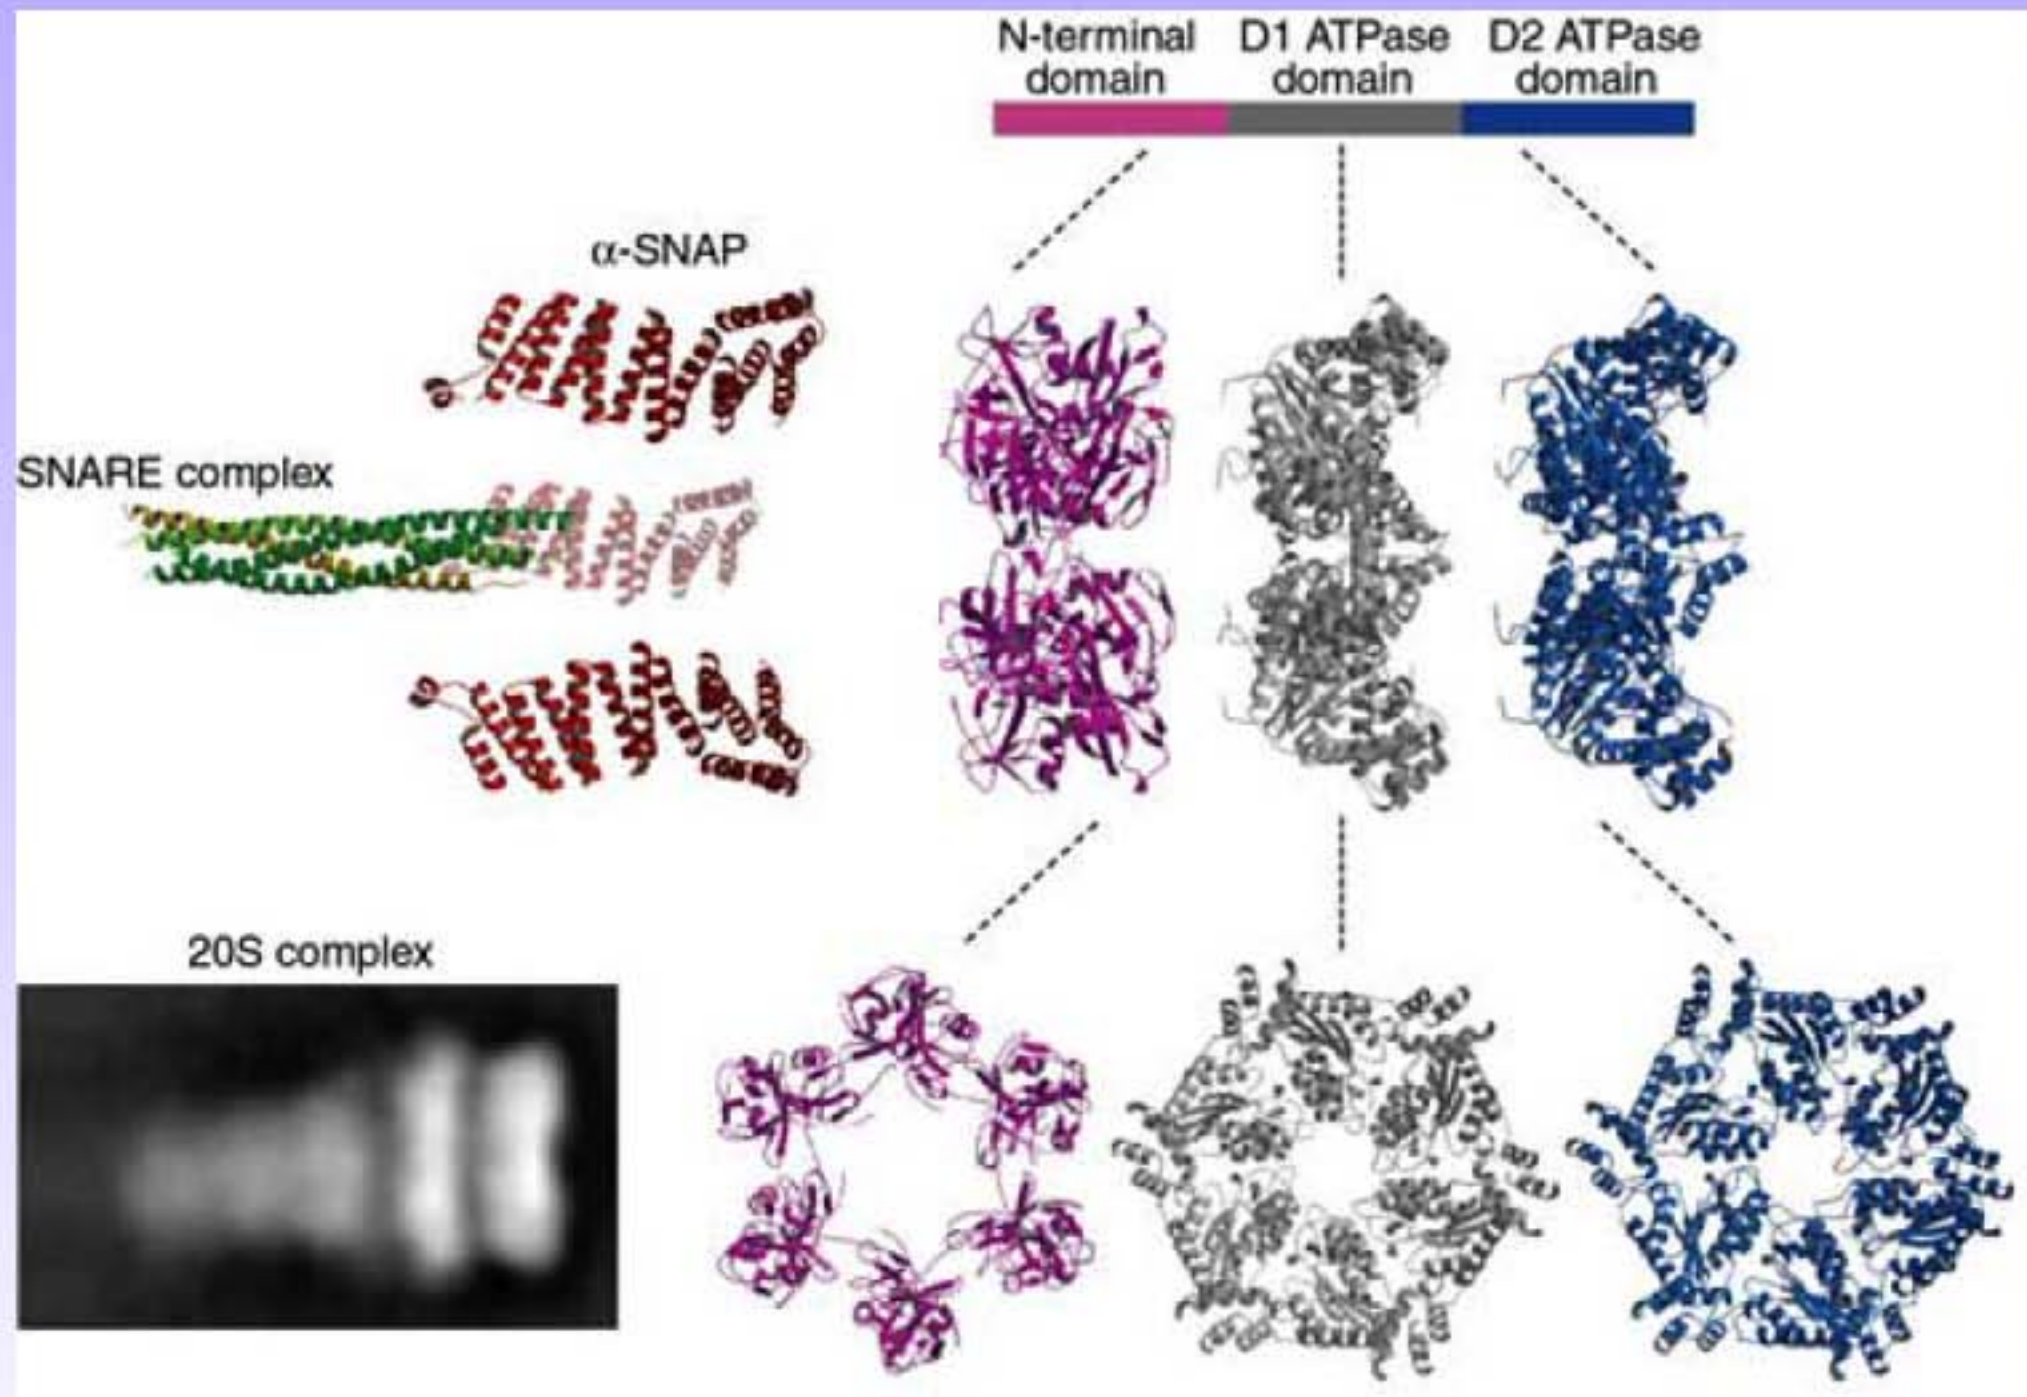 N-terminal domain
D1 ATPase domain
D2 ATPase domain
α-SNAP
SNARE complex
20S complex